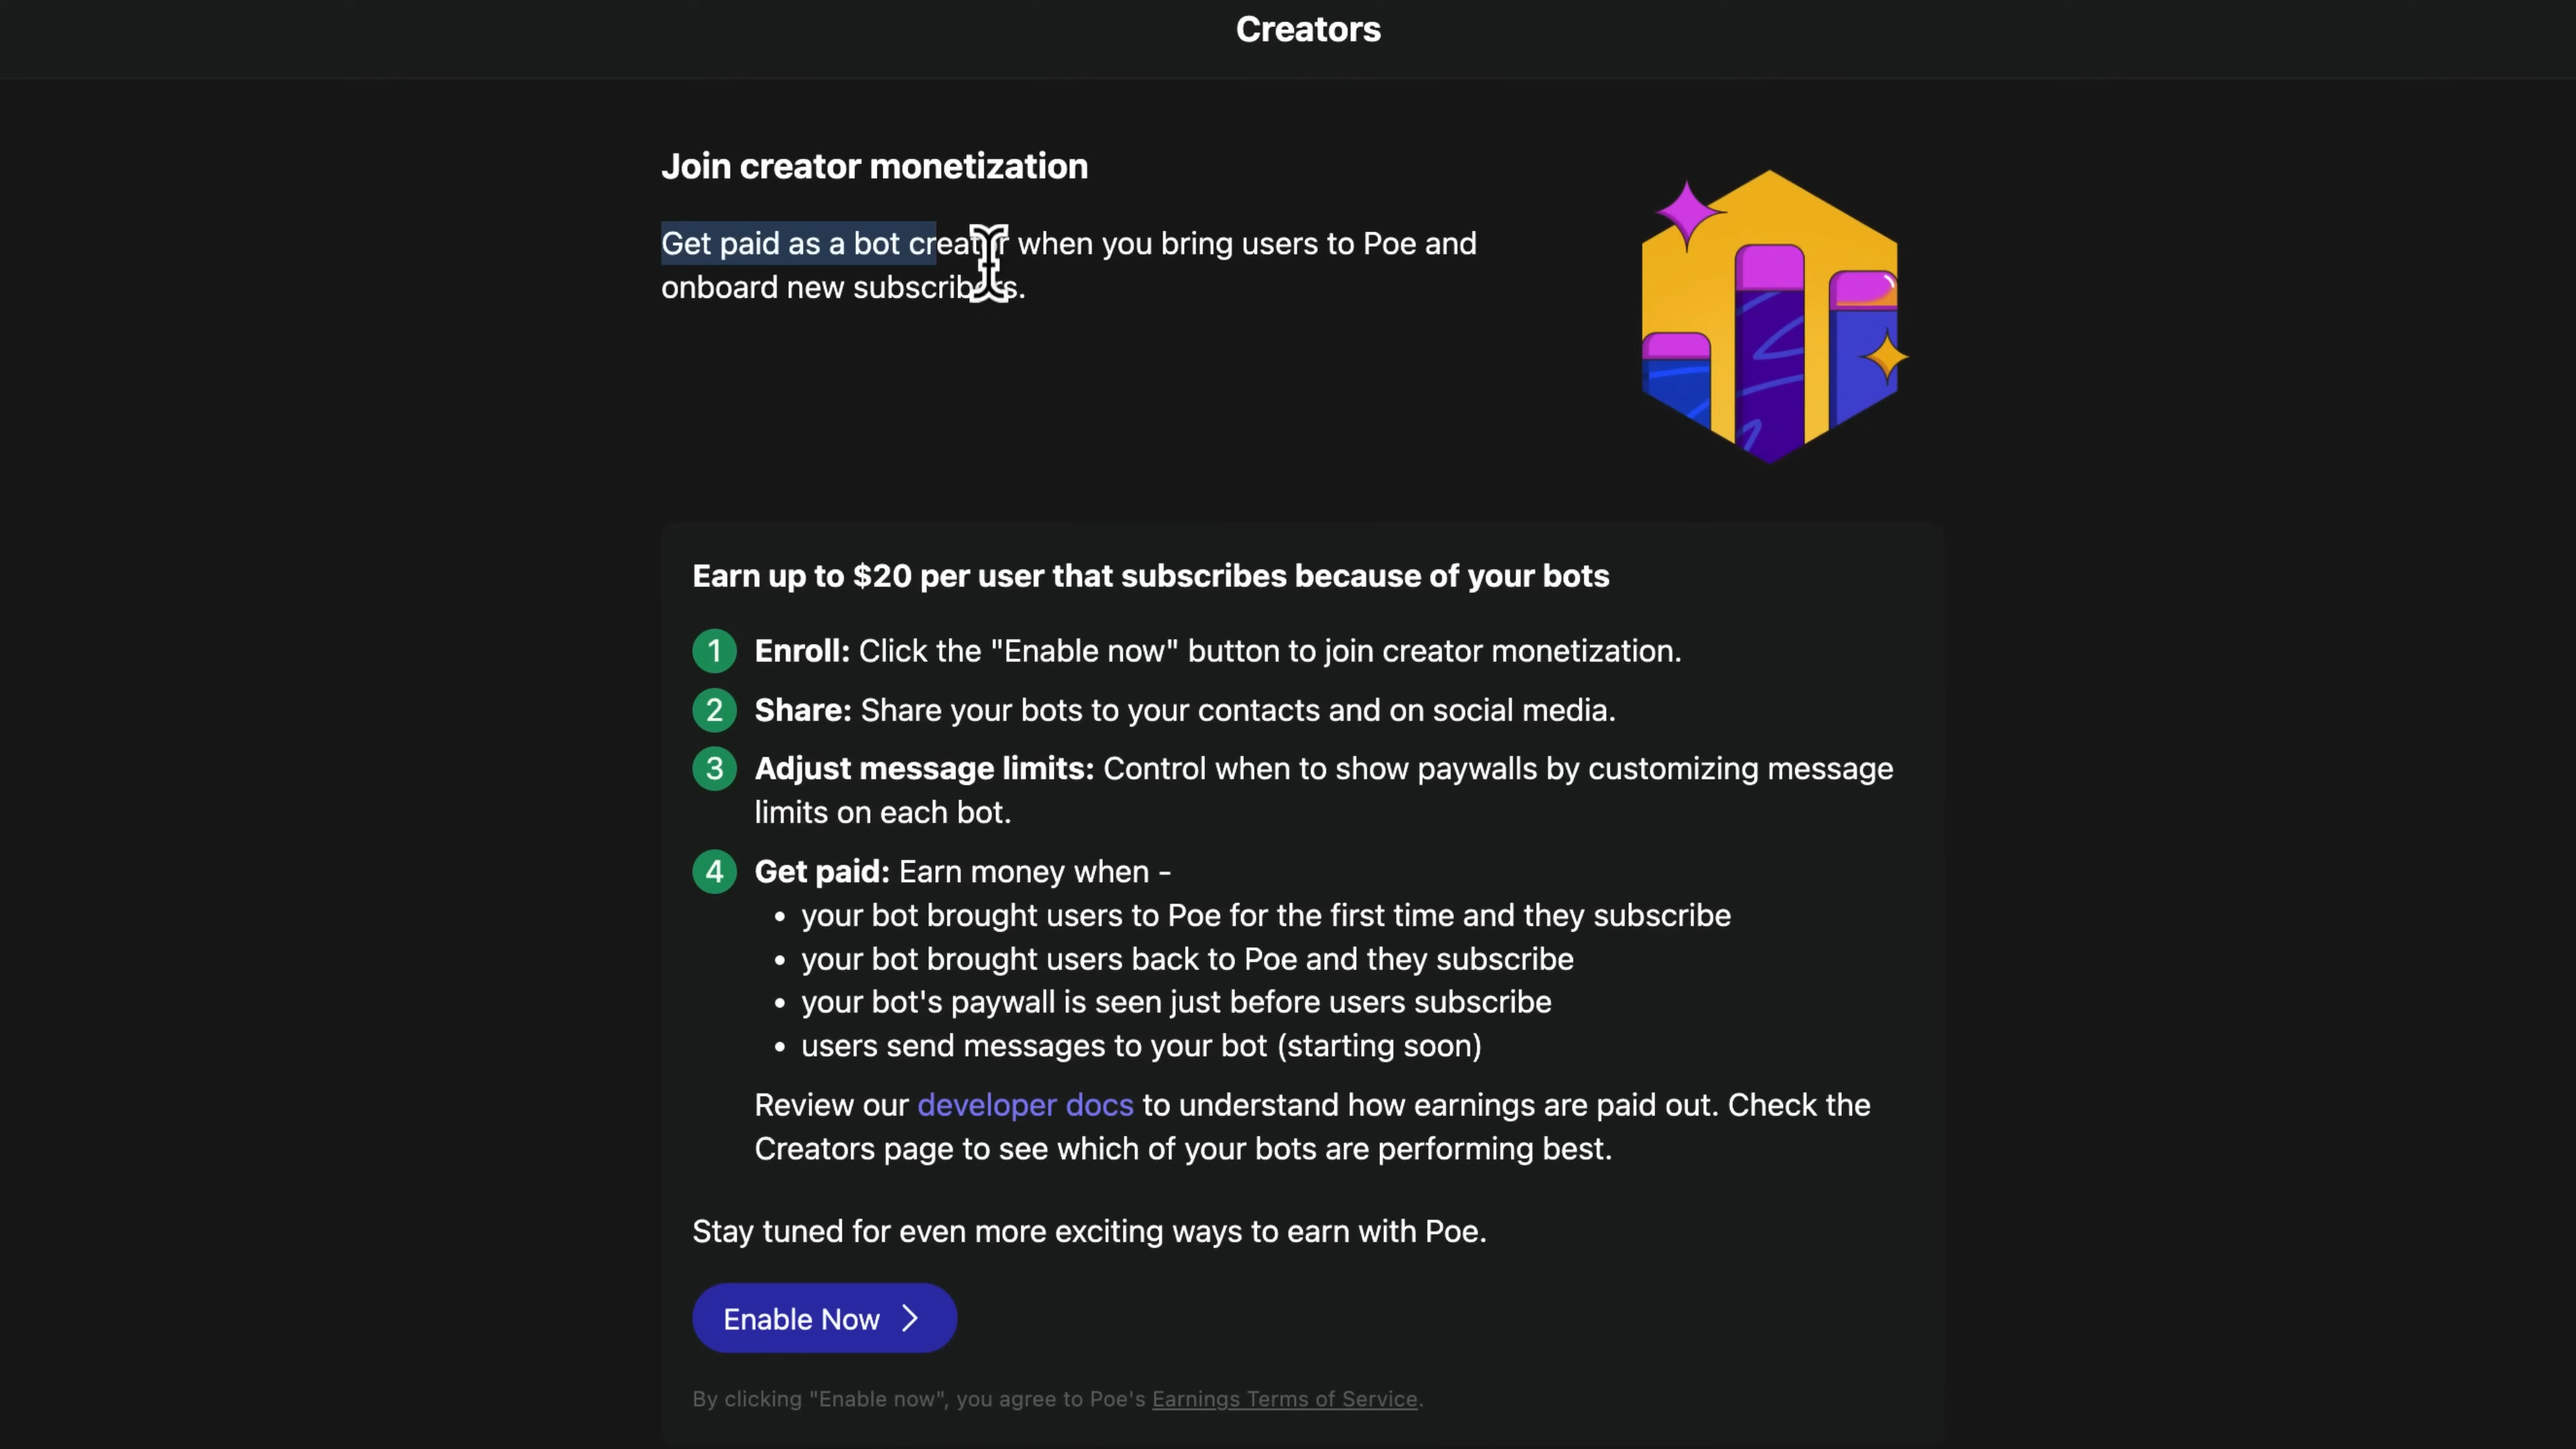 Creators
Join creator monetization
Get paid as a bot creator when you bring users to Poe and
onboard new subscribers.
Earn up to $20 per user that subscribes because of your bots
1 Enroll: Click the "Enable now" button to join creator monetization.
2 Share: Share your bots to your contacts and on social media.
3 Adjust message limits: Control when to show paywalls by customizing message
limits on each bot.
4 Get paid: Earn money when -
• your bot brought users to Poe for the first time and they subscribe
• your bot brought users back to Poe and they subscribe
• your bot's paywall is seen just before users subscribe
• users send messages to your bot (starting soon)
Review our developer docs to understand how earnings are paid out. Check the
Creators page to see which of your bots are performing best.
Stay tuned for even more exciting ways to earn with Poe.
Enable Now
By clicking "Enable now", you agree to Poe's Earnings Terms of Service.